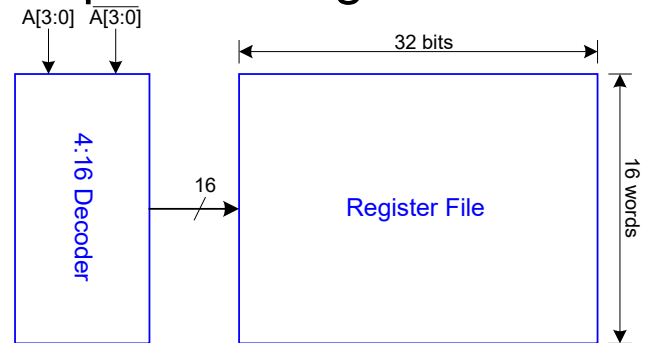 A[3:0] A[3:0]
32 bits
4:16 Decoder
16
Register File
16 words